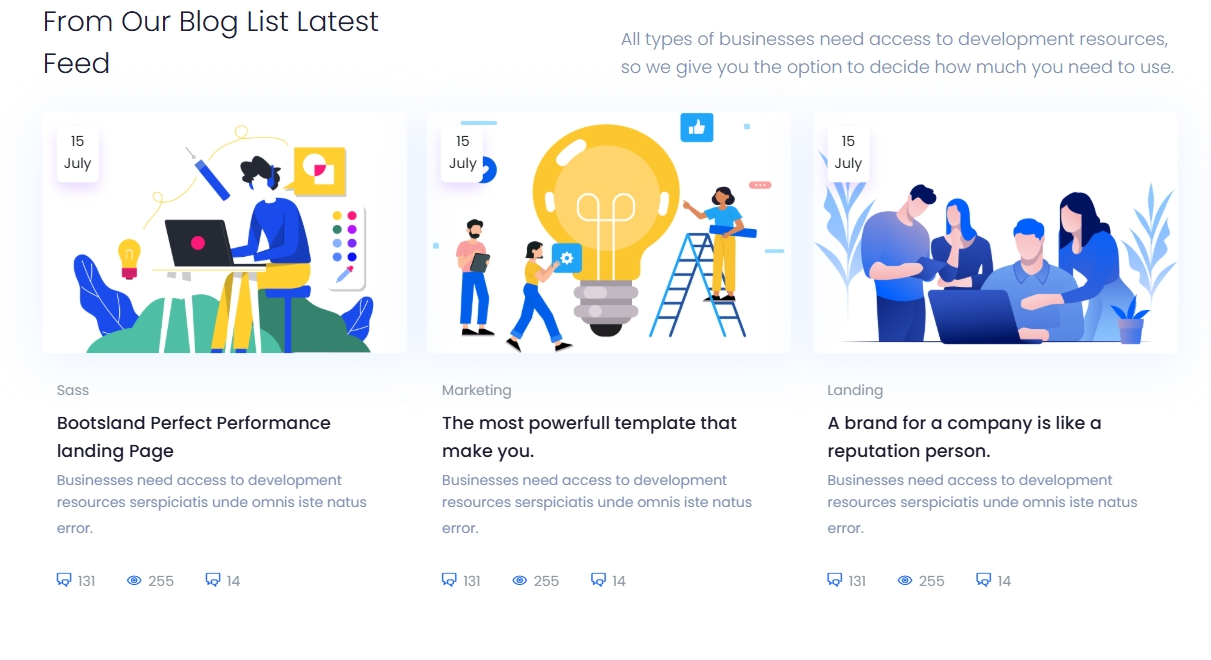 From Our Blog List Latest
Feed
All types of businesses need access to development resources,
so we give you the option to decide how much you need to use.
15
July
15
July
15
July
Sass
Bootsland Perfect Performance
landing Page
Businesses need access to development
resources serspiciatis unde omnis iste natus
error.
131 255 14
Marketing
The most powerfull template that
make you.
Businesses need access to development
resources serspiciatis unde omnis iste natus
error.
131 255 14
Landing
A brand for a company is like a
reputation person.
Businesses need access to development
resources serspiciatis unde omnis iste natus
error.
131 255 14